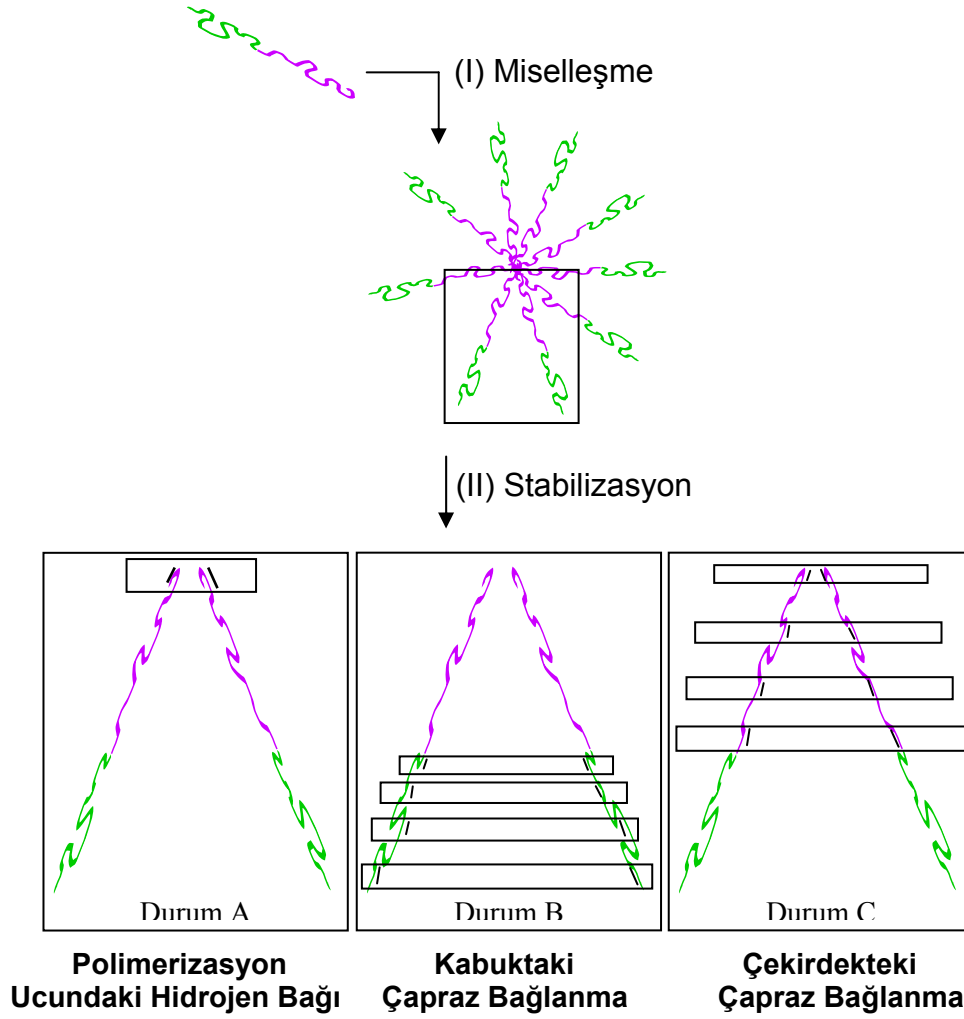 (I) Miselleşme
(II) Stabilizasyon
Durum A
Durum B
Durum C
Polimerizasyon
Ucundaki Hidrojen Bağı
Kabuktaki
Çapraz Bağlanma
Çekirdekteki
Çapraz Bağlanma